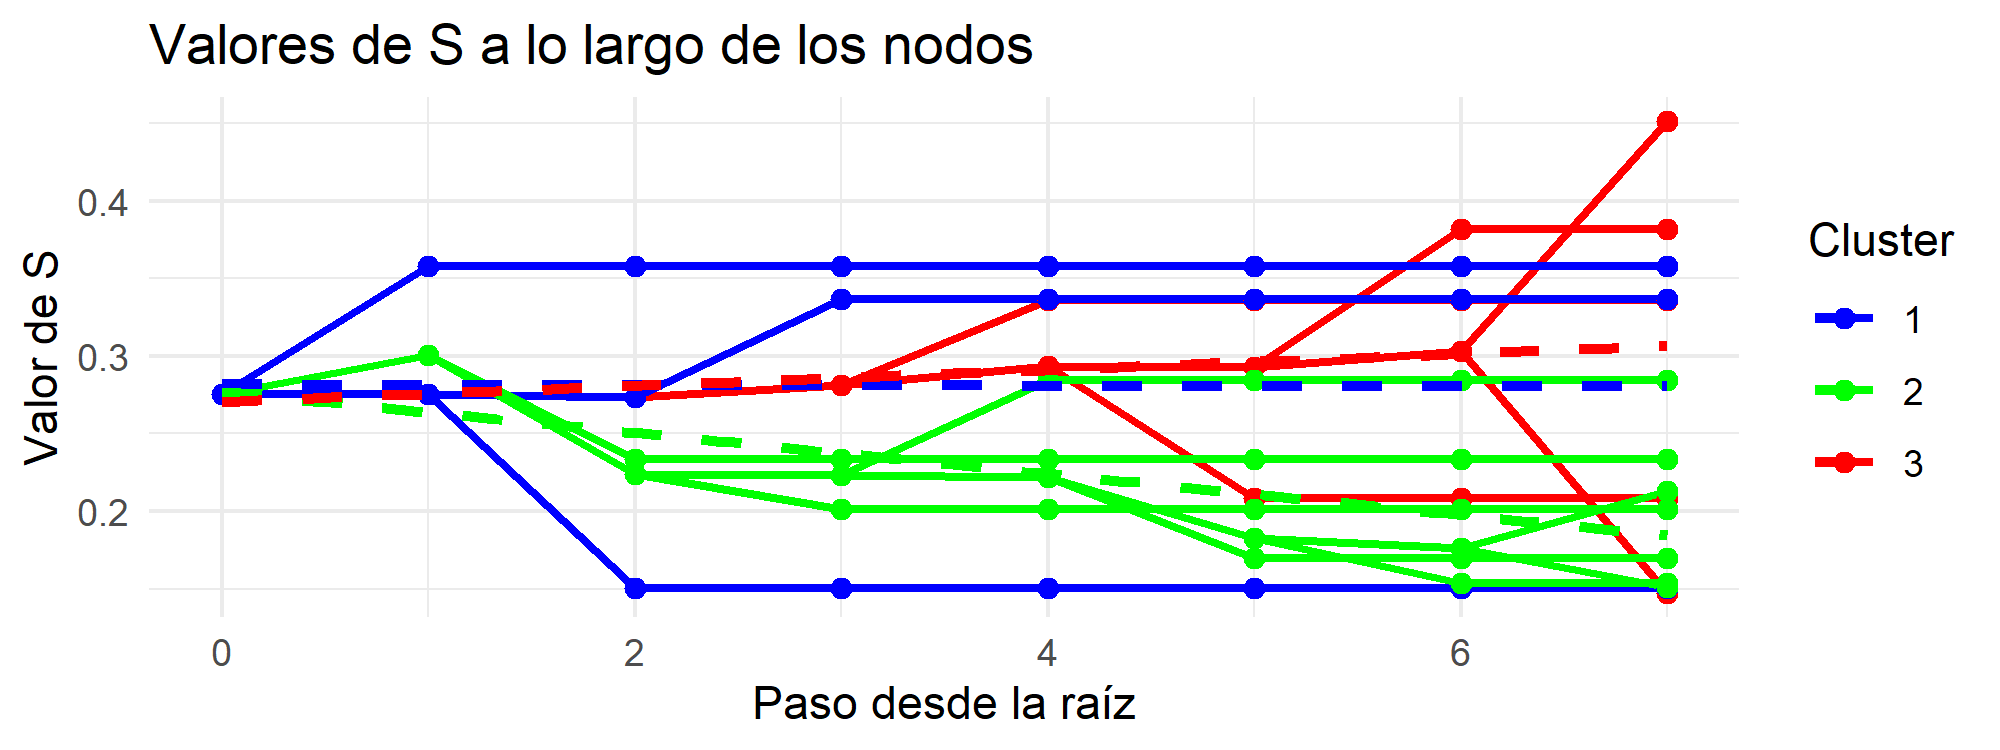 Valores de S a lo largo de los nodos
Valor de S
0.4
0.3
0.2
0
2
4
6
Paso desde la raíz
Cluster
1
2
3